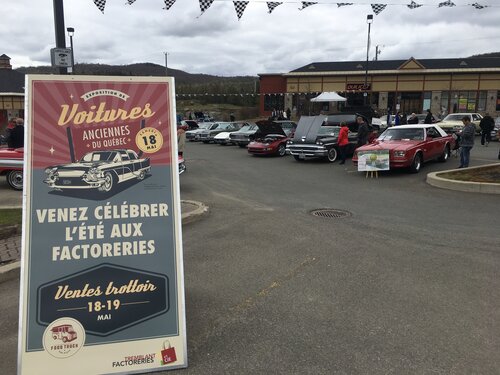 EXPOSITION DE
Voitures
ANCIENNES
DU QUÉBEC
18
MAI
VENEZ CÉLÉBRER
L'ÉTÉ AUX
FACTORERIES
Ventes trottoir
18-19
MAI
FOOD TRUCK
TREMBLANT
FACTORERIES